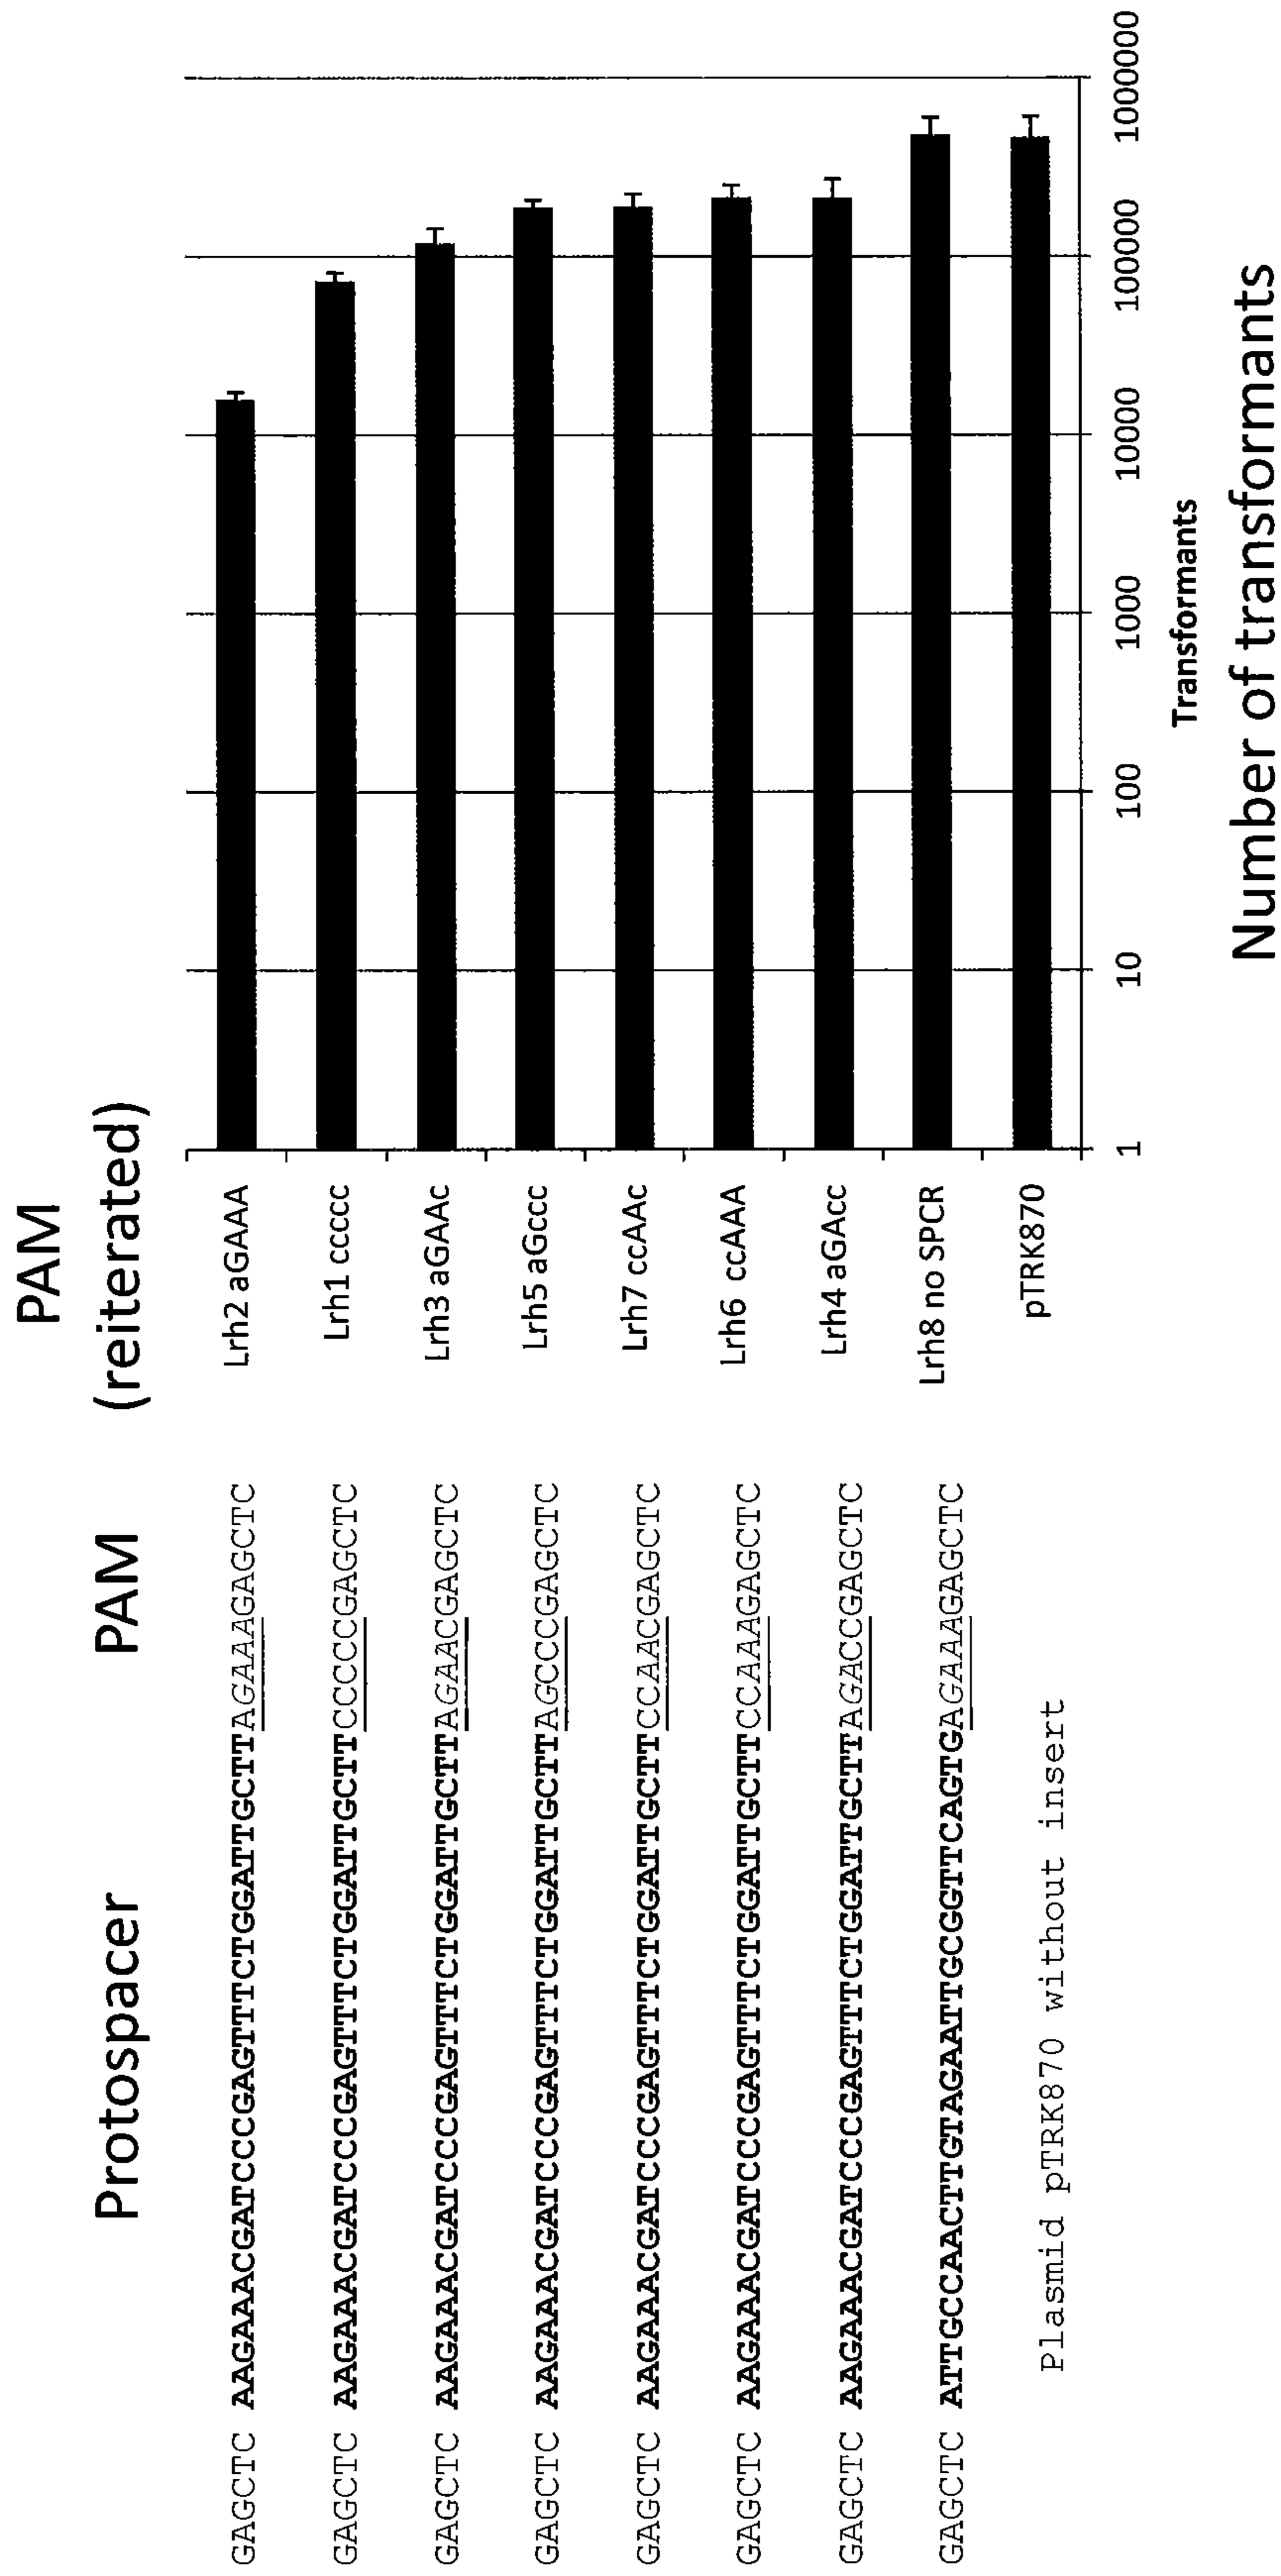 PAM
Protospacer PAM (reiterated)
GAGCTC AAGAAACGATCCCGAGTTTCTGGATTGCTTAGAAAGAGCTC Lrh2 aGAAA
GAGCTC AAGAAACGATCCCGAGTTTCTGGATTGCTTCCCCCGAGCTC Lrh1 ccccc
GAGCTC AAGAAACGATCCCGAGTTTCTGGATTGCTTAGAACGAGCTC Lrh3 aGAAc
GAGCTC AAGAAACGATCCCGAGTTTCTGGATTGCTTAGCCCGAGCTC Lrh5 aGccc
GAGCTC AAGAAACGATCCCGAGTTTCTGGATTGCTTCCAACGAGCTC Lrh7 ccAAc
GAGCTC AAGAAACGATCCCGAGTTTCTGGATTGCTTCCAAAGAGCTC Lrh6 ccAAA
GAGCTC AAGAAACGATCCCGAGTTTCTGGATTGCTTAGACCGAGCTC Lrh4 aGAcc
GAGCTC ATTGCCAACTTGTAGAATTGCGGTTCAGTGAGAAAGAGCTC Lrh8 no SPCR
Plasmid pTRK870 without insert pTRK870
1 10 100 1000 10000 100000 1000000
Transformants
Number of transformants